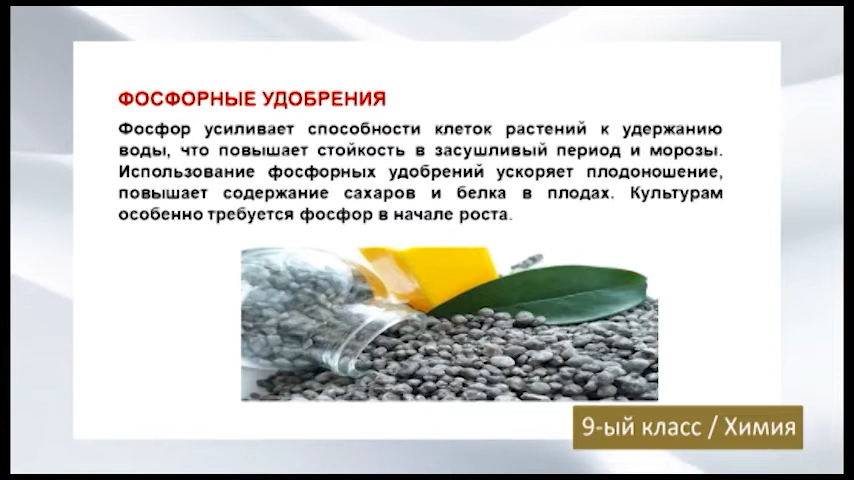 ФОСФОРНЫЕ УДОБРЕНИЯ
Фосфор усиливает способности клеток растений к удержанию
воды, что повышает стойкость в засушливый период и морозы.
Использование фосфорных удобрений ускоряет плодоношение,
повышает содержание сахаров и белка в плодах. Культурам
особенно требуется фосфор в начале роста.
9-ый класс / Химия